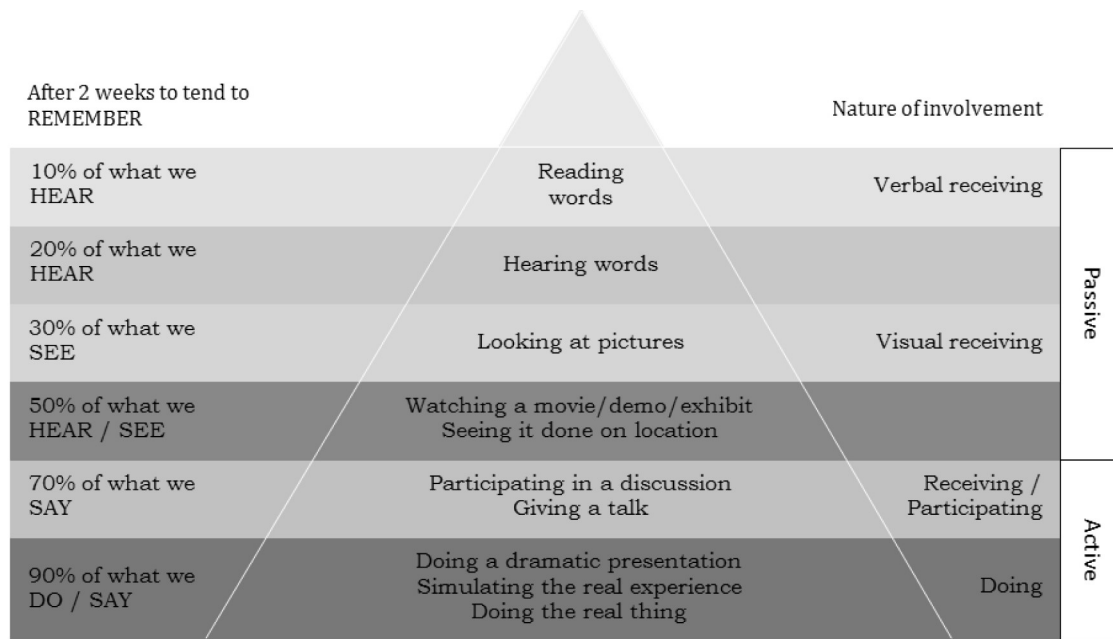 After 2 weeks to tend to
REMEMBER
Nature of involvement
10% of what we
HEAR
Reading
words
Verbal receiving
20% of what we
HEAR
Hearing words
30% of what we
SEE
Looking at pictures
Visual receiving
Passive
50% of what we
HEAR / SEE
Watching a movie/demo/exhibit
Seeing it done on location
70% of what we
SAY
Participating in a discussion
Giving a talk
Receiving /
Participating
Active
90% of what we
DO / SAY
Doing a dramatic presentation
Simulating the real experience
Doing the real thing
Doing